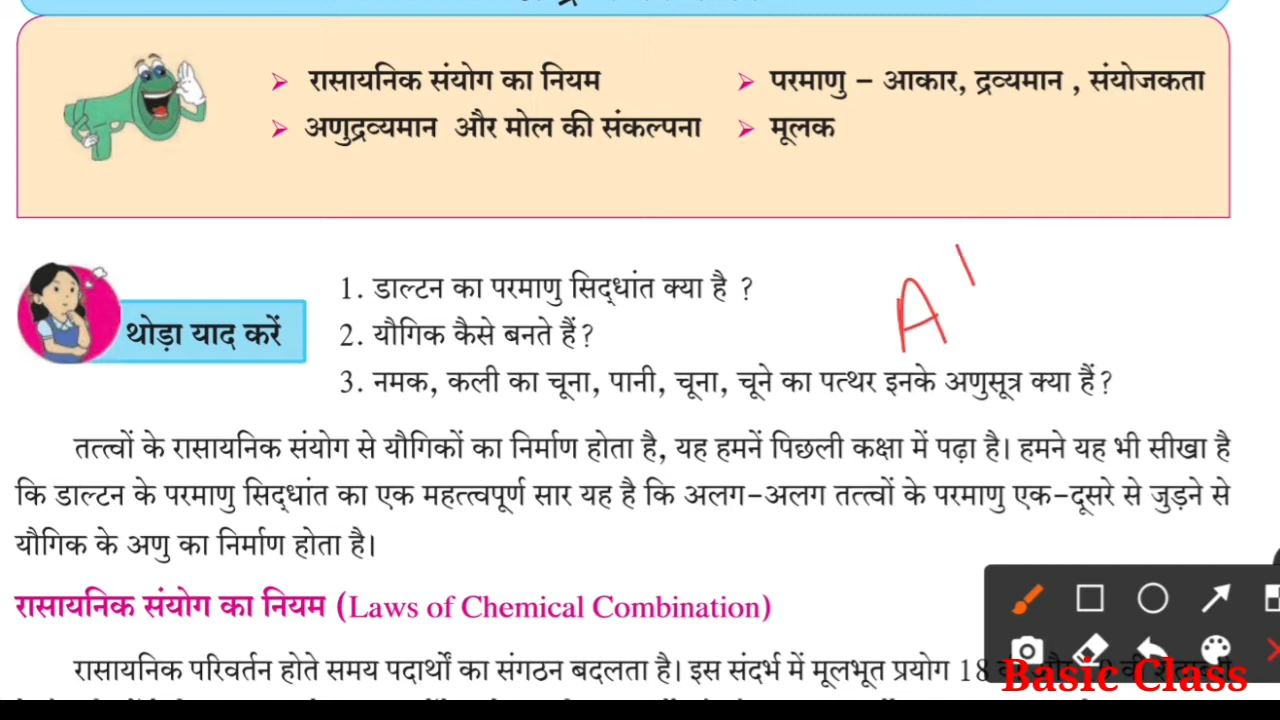 रासायनिक संयोग का नियम
परमाणु - आकार, द्रव्यमान , संयोजकता
अणुद्रव्यमान और मोल की संकल्पना
मूलक
थोड़ा याद करें
1. डाल्टन का परमाणु सिद्धांत क्या है ?
2. यौगिक कैसे बनते हैं?
3. नमक, कली का चूना, पानी, चूना, चूने का पत्थर इनके अणुसूत्र क्या हैं?
A
तत्त्वों के रासायनिक संयोग से यौगिकों का निर्माण होता है, यह हमनें पिछली कक्षा में पढ़ा है। हमने यह भी सीखा है
कि डाल्टन के परमाणु सिद्धांत का एक महत्त्वपूर्ण सार यह है कि अलग-अलग तत्त्वों के परमाणु एक-दूसरे से जुड़ने से
यौगिक के अणु का निर्माण होता है।
रासायनिक संयोग का नियम (Laws of Chemical Combination)
रासायनिक परिवर्तन होते समय पदार्थों का संगठन बदलता है। इस संदर्भ में मूलभूत प्रयोग 18
Basic Class